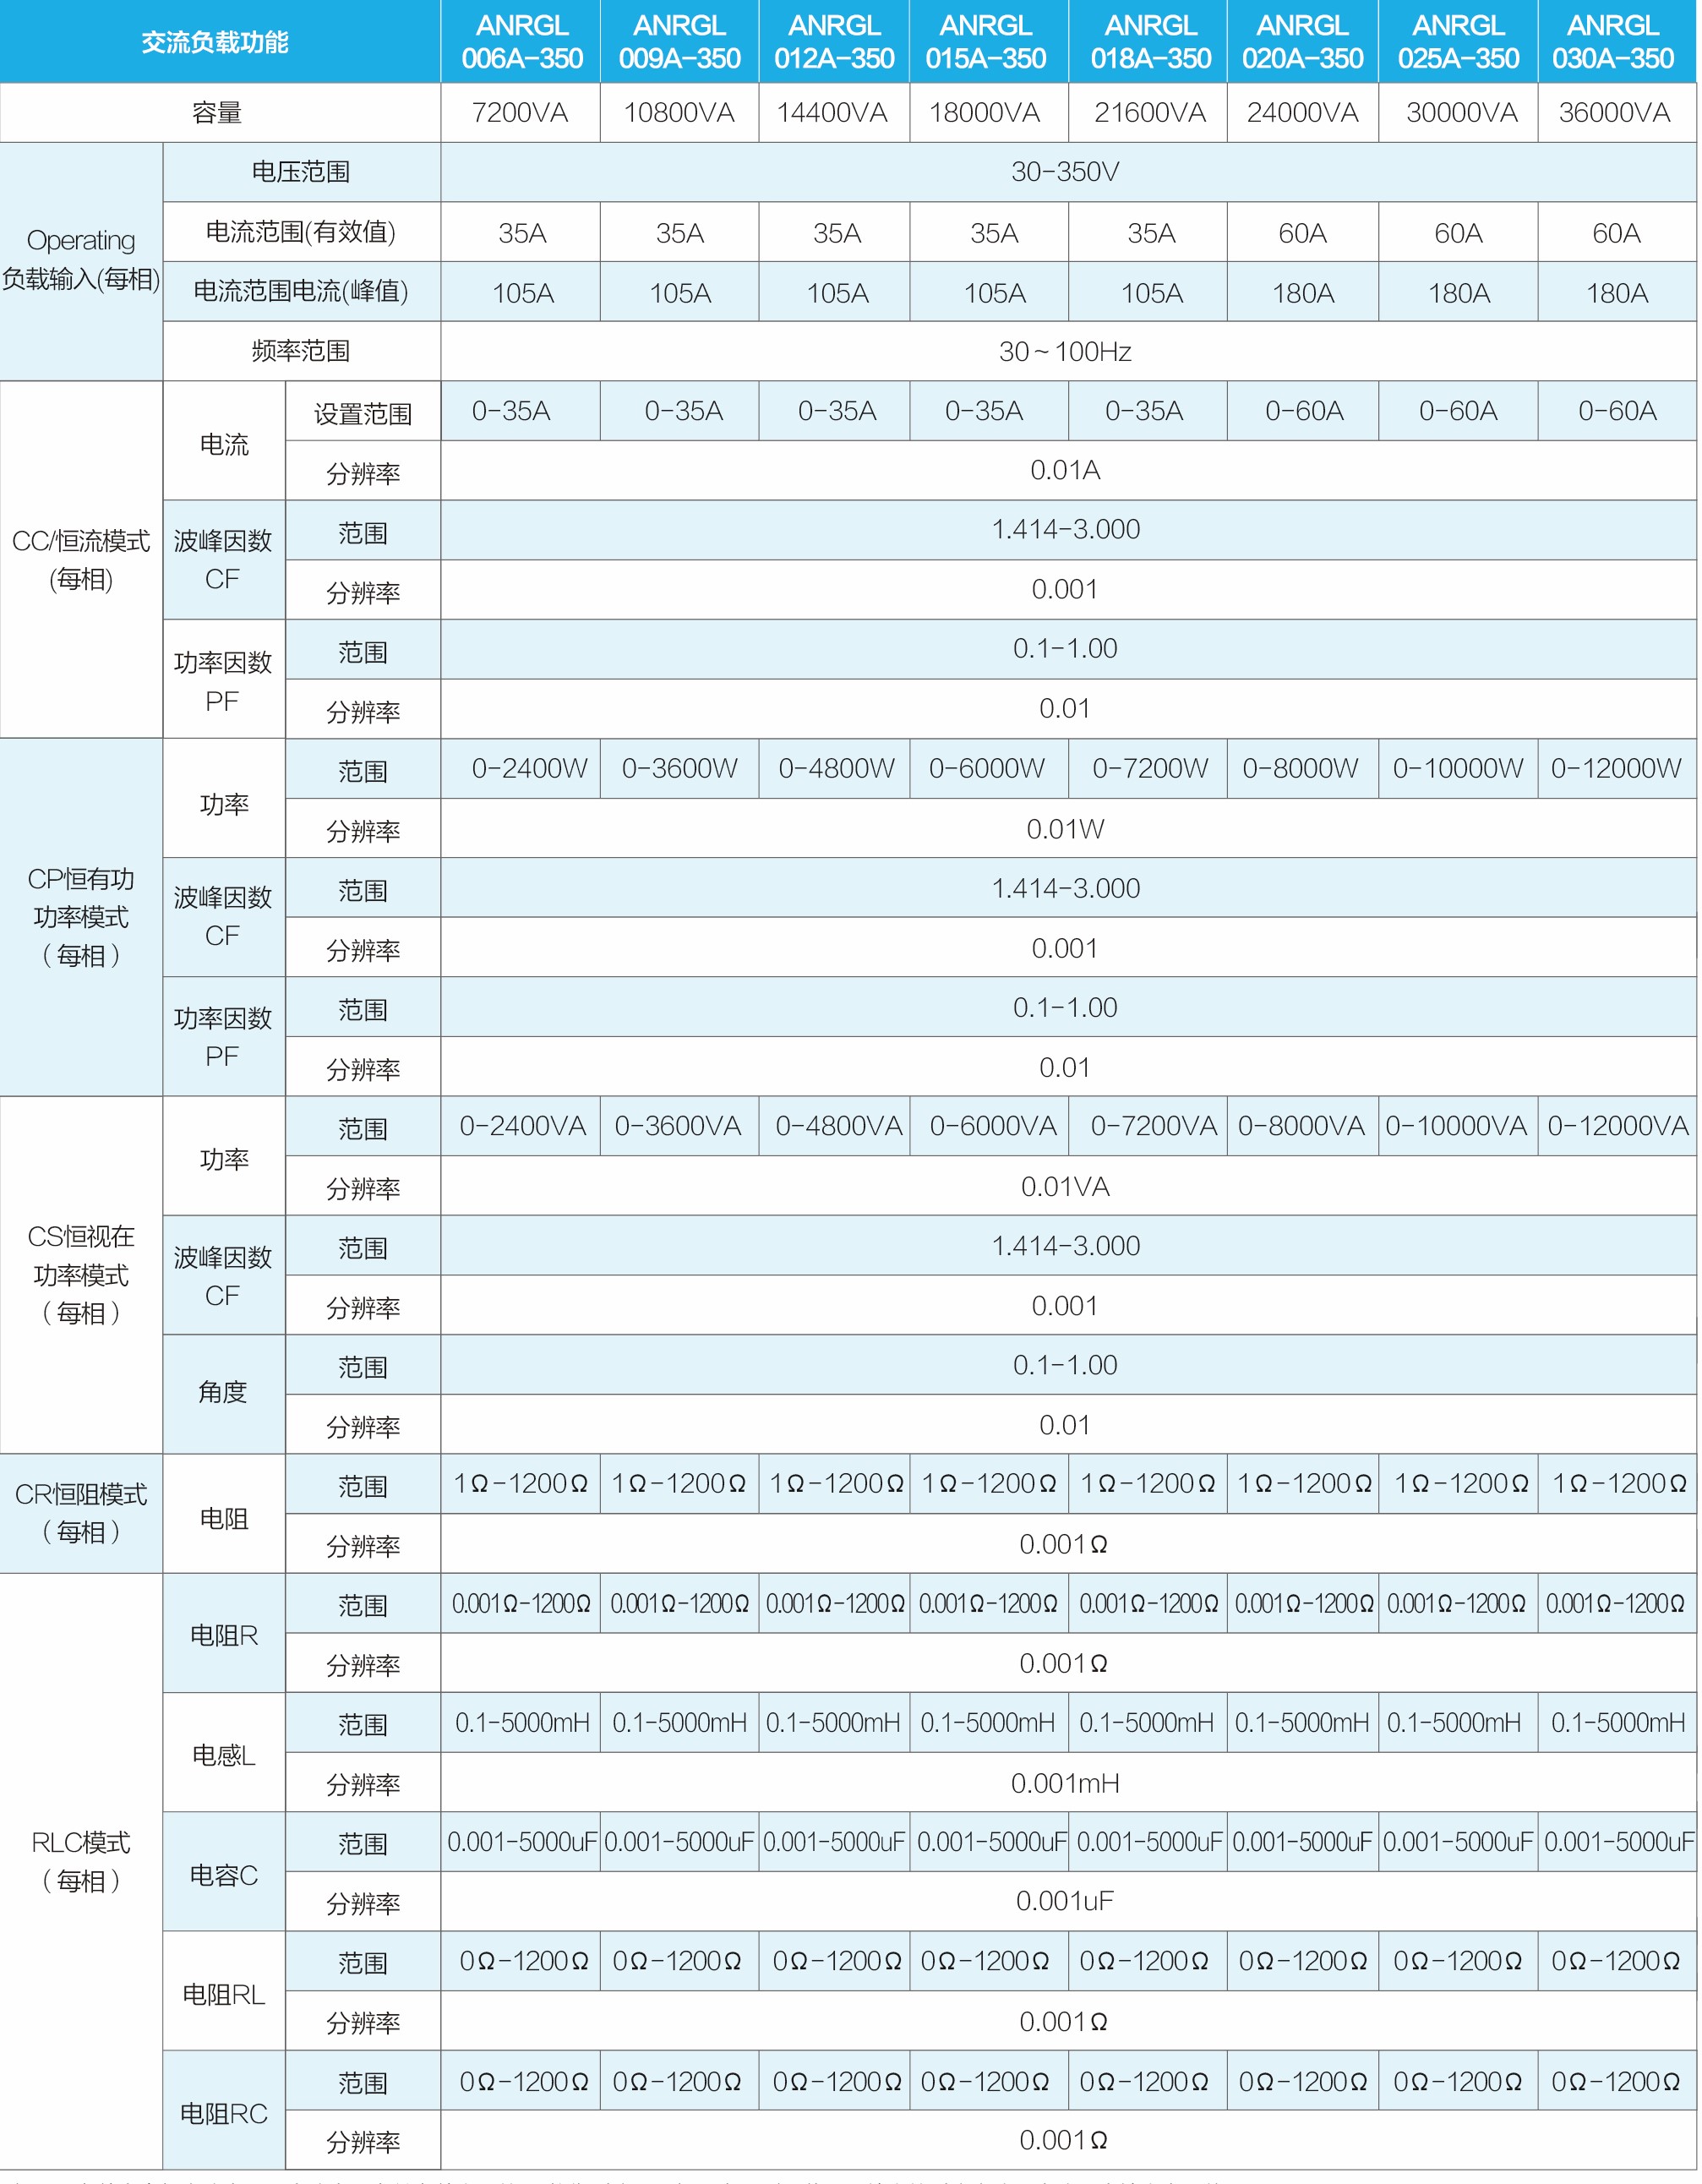 交流负载功能 ANRGL 006A-350 ANRGL 009A-350 ANRGL 012A-350 ANRGL 015A-350 ANRGL 018A-350 ANRGL 020A-350 ANRGL 025A-350 ANRGL 030A-350
容量 7200VA 10800VA 14400VA 18000VA 21600VA 24000VA 30000VA 36000VA
Operating
负载输入(每相)
电压范围 30-350V
电流范围(有效值) 35A 35A 35A 35A 35A 60A 60A 60A
电流范围电流(峰值) 105A 105A 105A 105A 105A 180A 180A 180A
频率范围 30~100Hz
CC/恒流模式
(每相)
电流
设置范围 0-35A 0-35A 0-35A 0-35A 0-35A 0-60A 0-60A 0-60A
分辨率 0.01A
波峰因数
CF
范围 1.414-3.000
分辨率 0.001
功率因数
PF
范围 0.1-1.00
分辨率 0.01
CP恒有功
功率模式
(每相)
功率
范围 0-2400W 0-3600W 0-4800W 0-6000W 0-7200W 0-8000W 0-10000W 0-12000W
分辨率 0.01W
波峰因数
CF
范围 1.414-3.000
分辨率 0.001
功率因数
PF
范围 0.1-1.00
分辨率 0.01
CS恒视在
功率模式
(每相)
功率
范围 0-2400VA 0-3600VA 0-4800VA 0-6000VA 0-7200VA 0-8000VA 0-10000VA 0-12000VA
分辨率 0.01VA
波峰因数
CF
范围 1.414-3.000
分辨率 0.001
角度
范围 0.1-1.00
分辨率 0.01
CR恒阻模式
(每相)
电阻
范围 1Ω-1200Ω 1Ω-1200Ω 1Ω-1200Ω 1Ω-1200Ω 1Ω-1200Ω 1Ω-1200Ω 1Ω-1200Ω 1Ω-1200Ω
分辨率 0.001Ω
RLC模式
(每相)
电阻R
范围 0.001Ω-1200Ω 0.001Ω-1200Ω 0.001Ω-1200Ω 0.001Ω-1200Ω 0.001Ω-1200Ω 0.001Ω-1200Ω 0.001Ω-1200Ω 0.001Ω-1200Ω
分辨率 0.001Ω
电感L
范围 0.1-5000mH 0.1-5000mH 0.1-5000mH 0.1-5000mH 0.1-5000mH 0.1-5000mH 0.1-5000mH 0.1-5000mH
分辨率 0.001mH
电容C
范围 0.001-5000uF 0.001-5000uF 0.001-5000uF 0.001-5000uF 0.001-5000uF 0.001-5000uF 0.001-5000uF 0.001-5000uF
分辨率 0.001uF
电阻RL
范围 0Ω-1200Ω 0Ω-1200Ω 0Ω-1200Ω 0Ω-1200Ω 0Ω-1200Ω 0Ω-1200Ω 0Ω-1200Ω 0Ω-1200Ω
分辨率 0.001Ω
电阻RC
范围 0Ω-1200Ω 0Ω-1200Ω 0Ω-1200Ω 0Ω-1200Ω 0Ω-1200Ω 0Ω-1200Ω 0Ω-1200Ω 0Ω-1200Ω
分辨率 0.001Ω